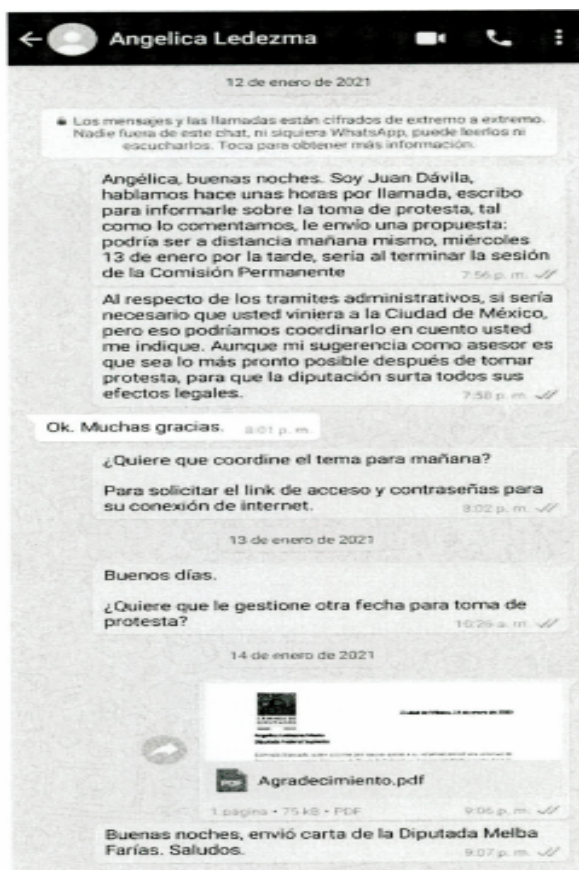 Angelica Ledezma
12 de enero de 2021
Los mensajes y las llamadas están cifrados de extremo a extremo.
Nadie fuera de este chat, ni siquiera WhatsApp, puede leerlos ni
escucharlos. Toca para obtener más
información.
Angélica, buenas noches. Soy Juan Dávila,
hablamos hace unas horas por llamada, escribo
para informarle sobre la toma de protesta, tal
como lo comentamos, le envío una propuesta:
podría ser a distancia mañana mismo, miércoles
13 de enero por la tarde, sería al terminar la sesión
de la Comisión Permanente
7:56 p. m.
Al respecto de los tramites administrativos, si sería
necesario que usted viniera a la Ciudad de México,
pero eso podríamos coordinarlo en cuento usted
me indique. Aunque mi sugerencia como asesor es
que sea lo más pronto posible después de tomar
protesta, para que la diputación surta todos sus
efectos legales.
7:58 p. m.
Ok. Muchas gracias.
8:01 p. m.
¿Quiere que coordine el tema para mañana?
Para solicitar el link de acceso y contraseñas para
su conexión de internet.
8:02 p. m.
13 de enero de 2021
Buenos días.
¿Quiere que le gestione otra fecha para toma de
protesta?
10:26 a. m.
14 de enero de 2021
PDF
Agradecimiento.pdf
1 página • 75 kB • PDF
9:06 p. m.
Buenas noches, envió carta de la Diputada Melba
Farías. Saludos.
9:07 p. m.